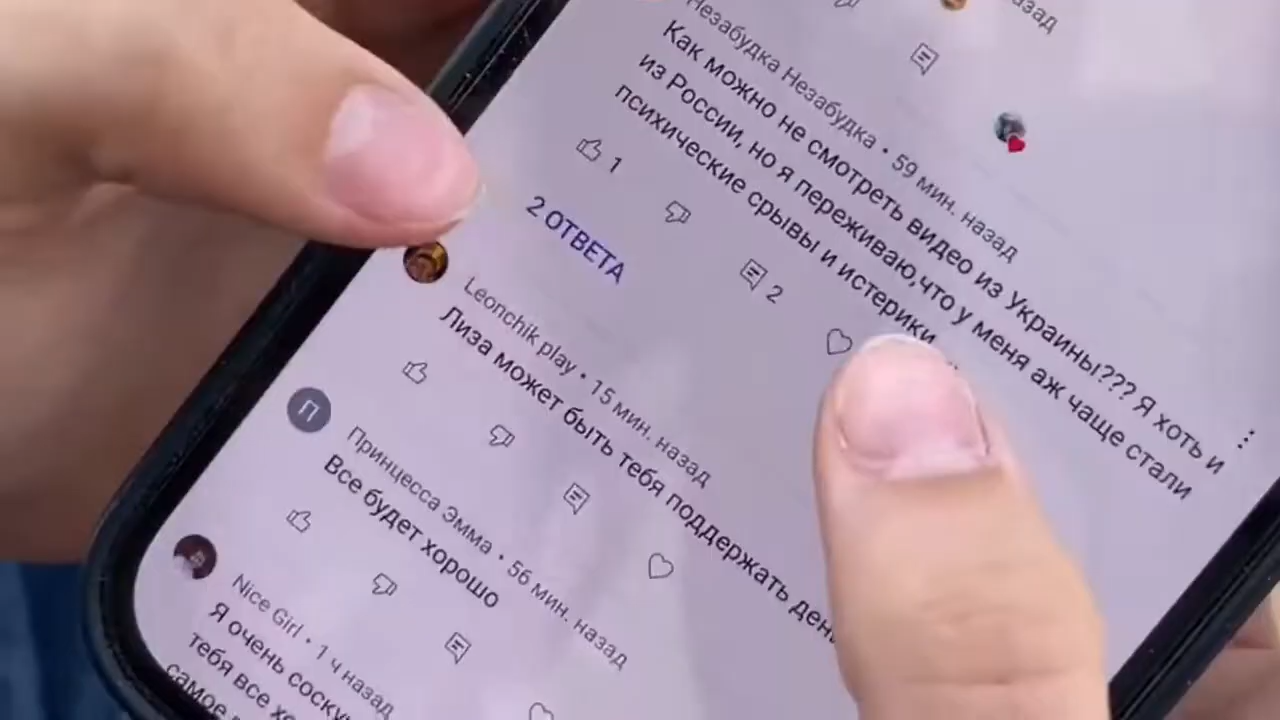 назад
Незабудка Незабудка • 59 мин. назад
Как можно не смотреть видео из Украины??? Я хоть и
из России, но я переживаю,что у меня аж чаще стали
психические срывы и истерики
1
2
2 ОТВЕТА
Leonchik play • 15 мин. назад
Лиза может быть тебя поддержать
П
Принцесса Эмма • 56 мин. назад
Все будет хорошо
Nice Girl • 1 ч назад
Я очень
тебя все
самое